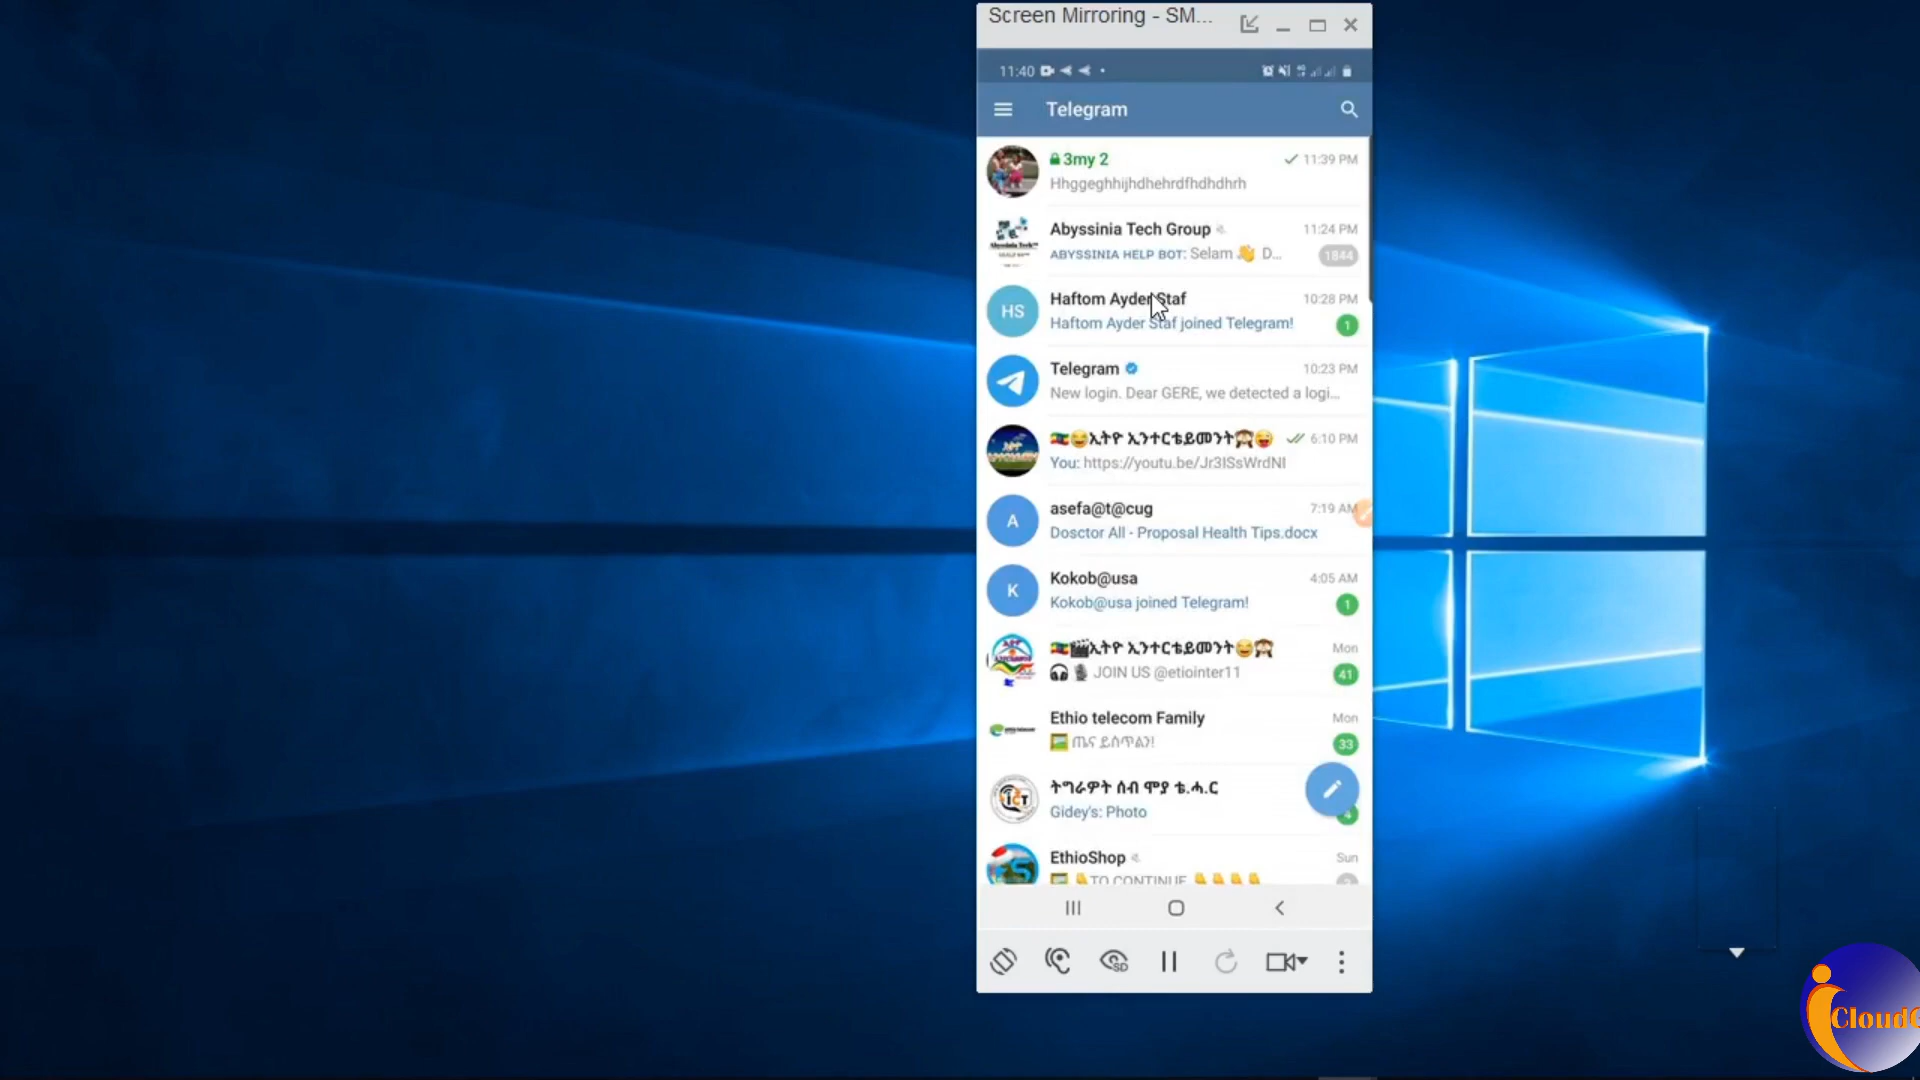 Screen Mirroring - SM...
11:40
Telegram
3my 2
11:39 PM
Hhggeghhijhdhehrdfhdhdhrh
Abyssinia Tech Group
11:24 PM
ABYSSINIA HELP BOT: Selam 👋 D...
1844
Haftom Ayder Staf
10:28 PM
HS
Haftom Ayder Staf joined Telegram!
1
Telegram
10:23 PM
New login. Dear GERE, we detected a logi...
🇪🇹😂ኢትዮ ኢንተርቴይመንት🙈😜
6:10 PM
You: https://youtu.be/Jr3ISsWrdNI
asefa@t@cug
7:19 AM
A
Dosctor All - Proposal Health Tips.docx
Kokob@usa
4:05 AM
K
Kokob@usa joined Telegram!
1
🇪🇹🎬ኢትዮ ኢንተርቴይመንት😂🙈
Mon
🎧🎙 JOIN US @etiointer11
41
Ethio telecom Family
Mon
ጤና ይስጥልን!
33
ትግራዎት ሰብ ሞያ ቴ.ሓ.ር
ICT
Gidey's: Photo
4
EthioShop
Sun
TO CONTINUE
SD